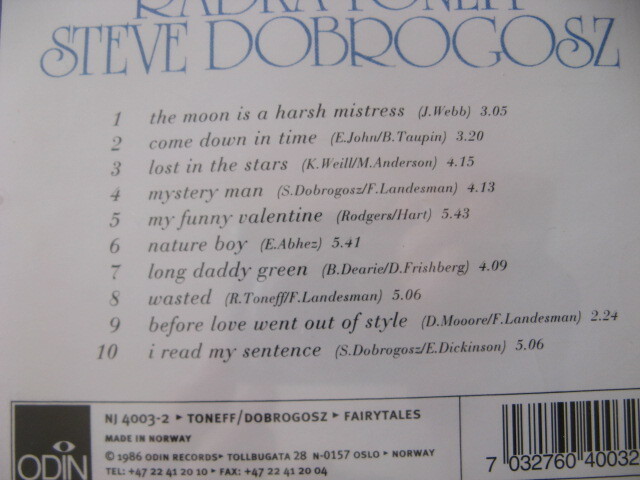 RADKA TONEFF
STEVE DOBROGOSZ
1 the moon is a harsh mistress (J.Webb) 3.05
2 come down in time (E.John/B.Taupin) 3.20
3 lost in the stars (K.Weill/M.Anderson) 4.15
4 mystery man (S.Dobrogosz/F.Landesman) 4.13
5 my funny valentine (Rodgers/Hart) 5.43
6 nature boy (E.Abhez) 5.41
7 long daddy green (B.Dearie/D.Frishberg) 4.09
8 wasted (R.Toneff/F.Landesman) 5.06
9 before love went out of style (D.Mooore/F.Landesman) 2.24
10 i read my sentence (S.Dobrogosz/E.Dickinson) 5.06
NJ 4003-2 ▸ TONEFF/DOBROGOSZ ▸ FAIRYTALES
MADE IN NORWAY
©1986 ODIN RECORDS ▸ TOLLBUGATA 28 N-0157 OSLO ▸ NORWAY
TEL: +47 22 41 20 10 ▸ FAX: +47 22 41 20 04
ODIN
7 032760 40032